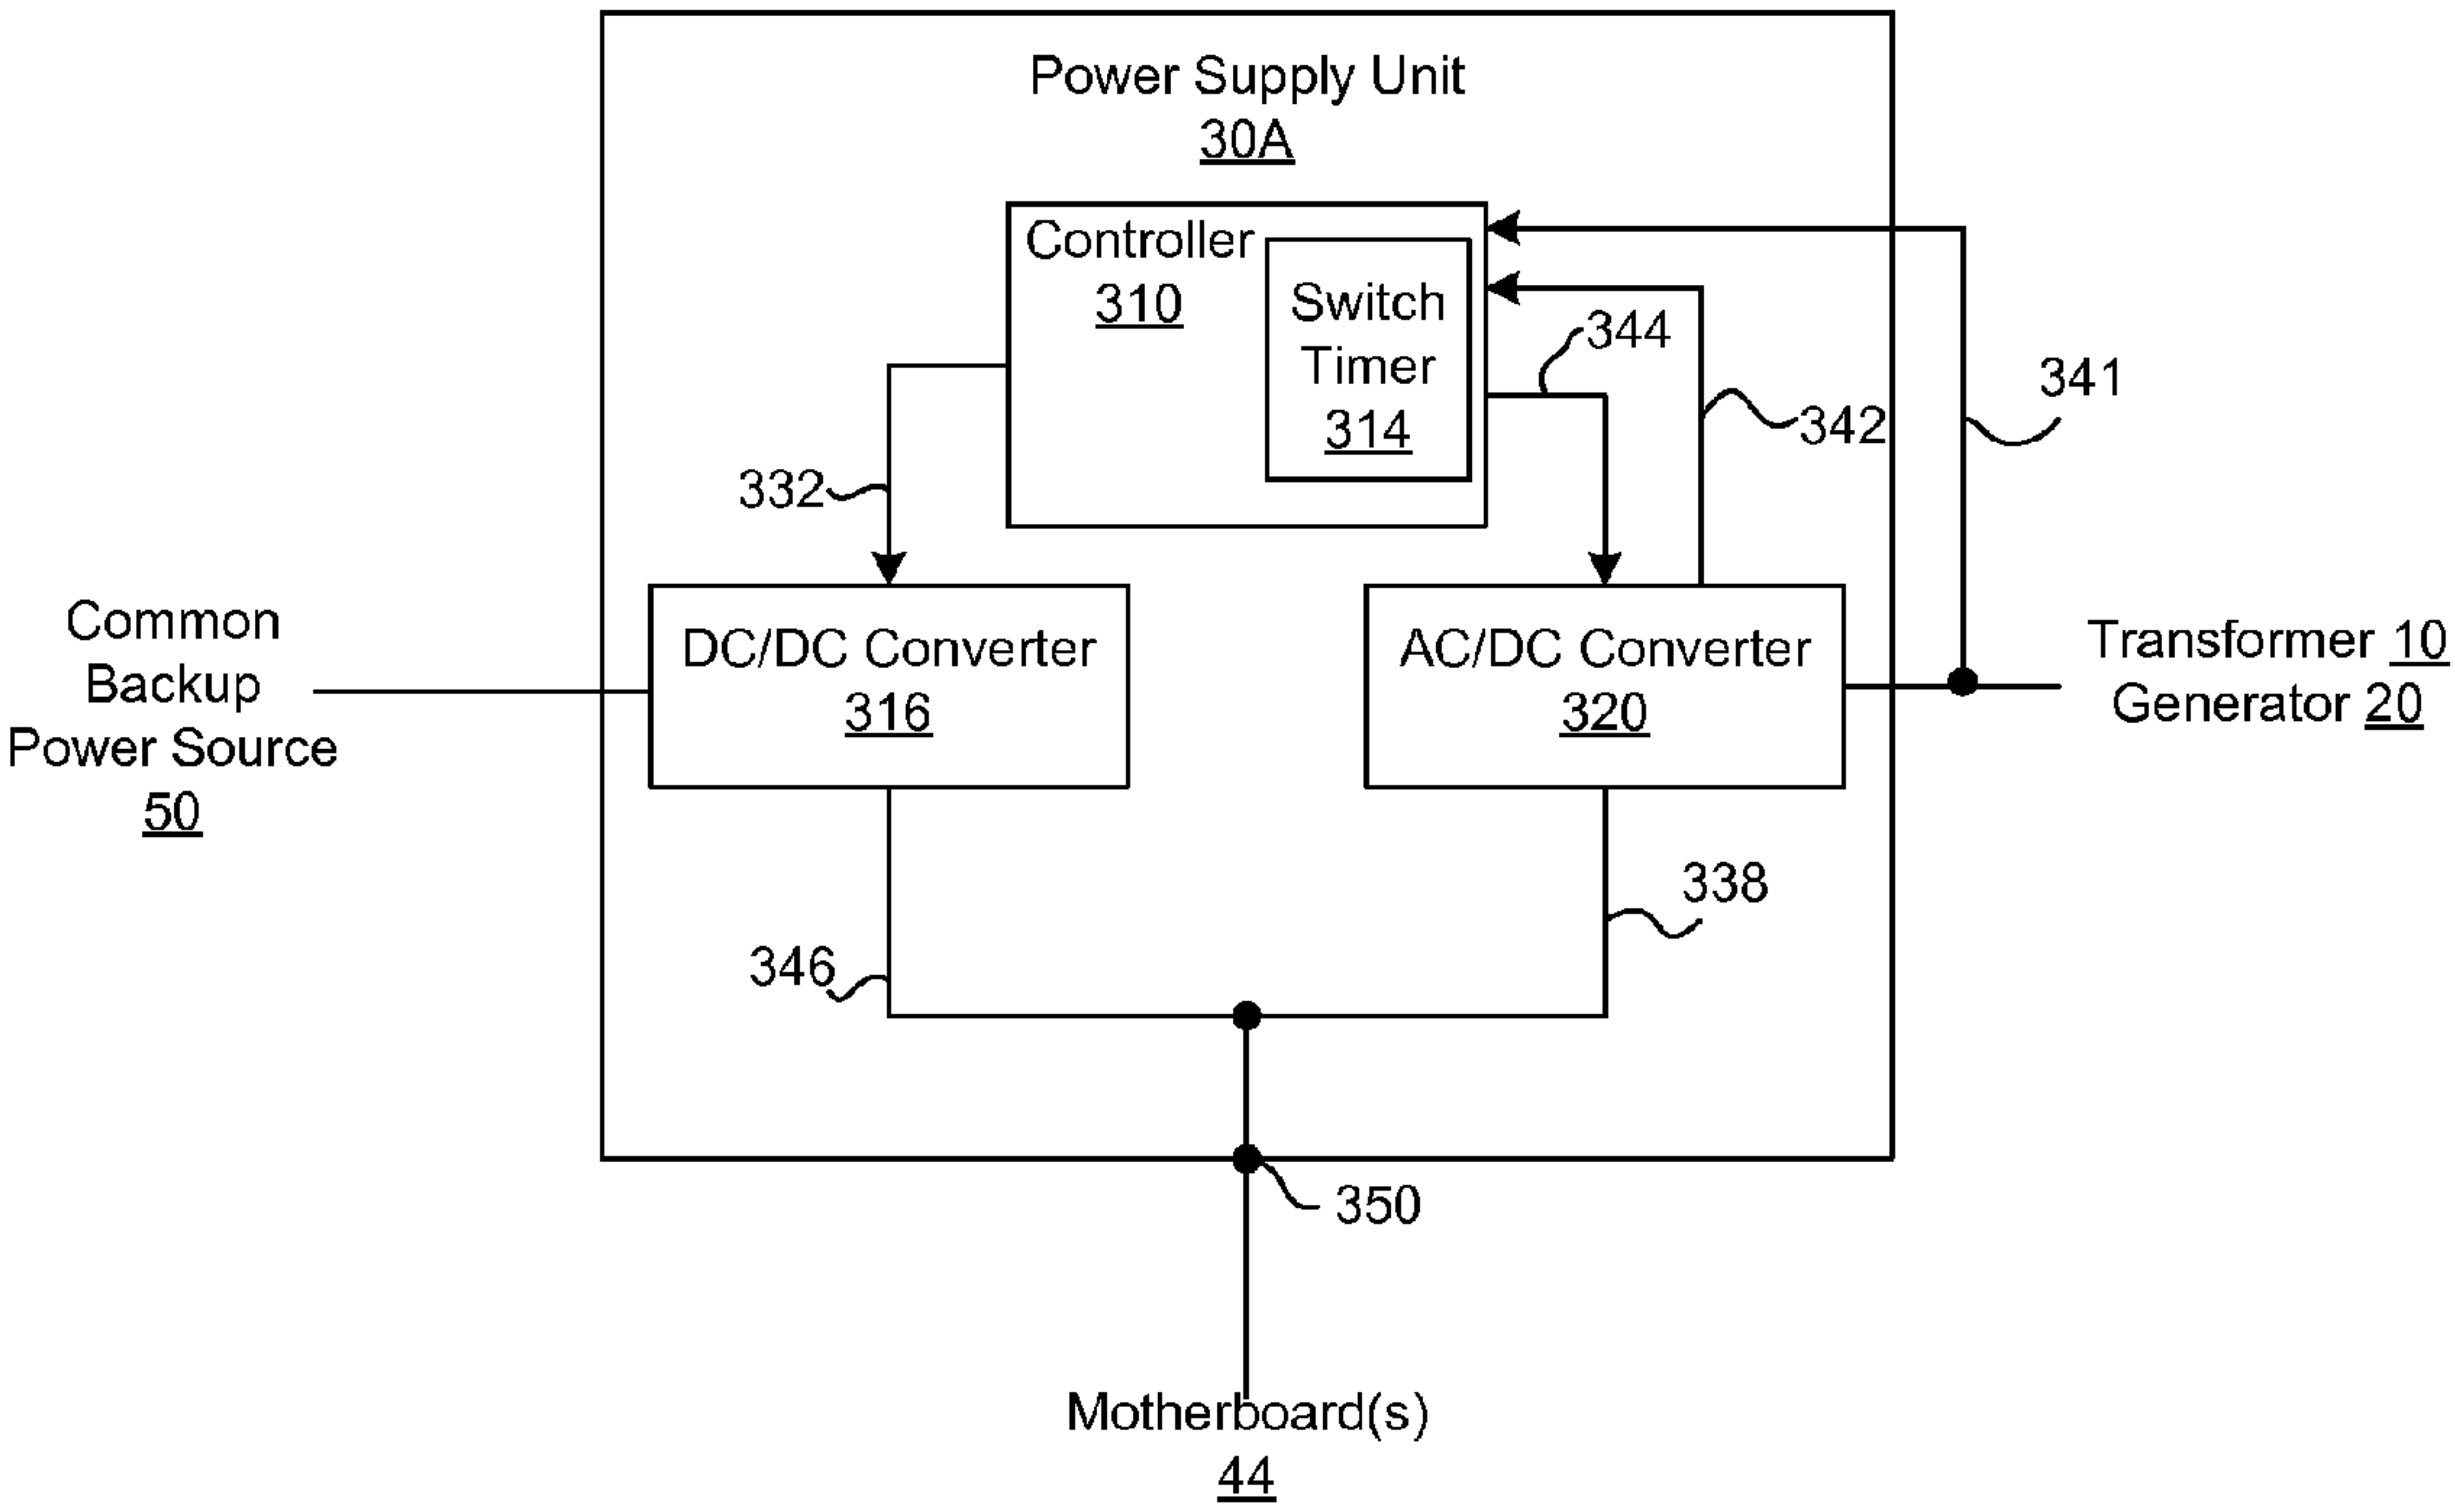 Power Supply Unit
30A
Controller
310
Switch
Timer
314
344
342
341
332
Common
Backup
Power Source
50
DC/DC Converter
316
AC/DC Converter
320
Transformer 10
Generator 20
338
346
350
Motherboard(s)
44